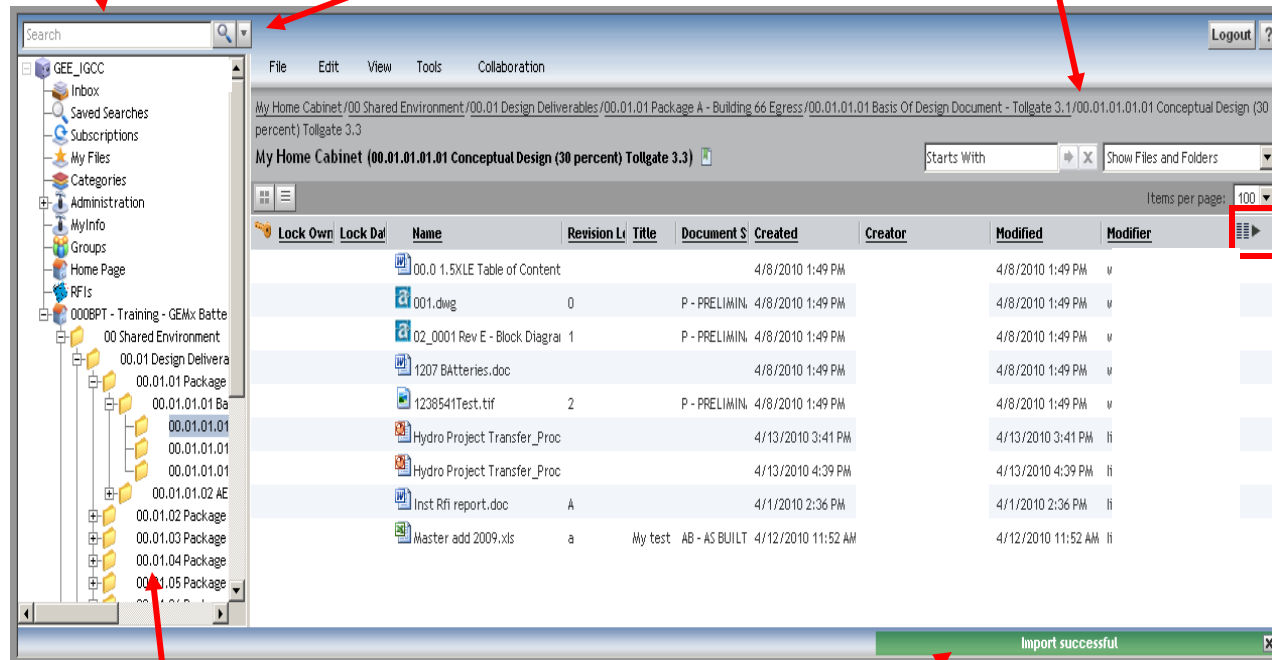 Search
Logout ?
GEE_IGCC
Inbox
Saved Searches
Subscriptions
My Files
Categories
Administration
MyInfo
Groups
Home Page
RFIs
000BPT - Training - GEMx Batte
00 Shared Environment
00.01 Design Delivera
00.01.01 Package
00.01.01.01 Ba
00.01.01.01
00.01.01.01
00.01.01.01
00.01.01.02 AE
00.01.02 Package
00.01.03 Package
00.01.04 Package
00.01.05 Package
File Edit View Tools Collaboration
My Home Cabinet/00 Shared Environment/00.01 Design Deliverables/00.01.01 Package A - Building 66 Egress/00.01.01.01 Basis Of Design Document - Tollgate 3.1/00.01.01.01.01 Conceptual Design (30
percent) Tollgate 3.3
My Home Cabinet (00.01.01.01.01 Conceptual Design (30 percent) Tollgate 3.3)
Starts With X Show Files and Folders
Items per page: 100
Lock Own Lock Dat Name Revision La Title Document S Created Creator Modified Modifier
00.0 1.5XLE Table of Content 4/8/2010 1:49 PM 4/8/2010 1:49 PM
001.dwg 0 P - PRELIMIN. 4/8/2010 1:49 PM 4/8/2010 1:49 PM
02_0001 Rev E - Block Diagrai 1 P - PRELIMIN. 4/8/2010 1:49 PM 4/8/2010 1:49 PM
1207 BAtteries.doc 4/8/2010 1:49 PM 4/8/2010 1:49 PM
1238541Test.tif 2 P - PRELIMIN. 4/8/2010 1:49 PM 4/8/2010 1:49 PM
Hydro Project Transfer_Proc 4/13/2010 3:41 PM 4/13/2010 3:41 PM li
Hydro Project Transfer_Proc 4/13/2010 4:39 PM 4/13/2010 4:39 PM li
Inst Rfi report.doc A 4/1/2010 2:36 PM 4/1/2010 2:36 PM li
Master add 2009.xls a My test AB - AS BUILT 4/12/2010 11:52 AM 4/12/2010 11:52 AM li
Import successful X